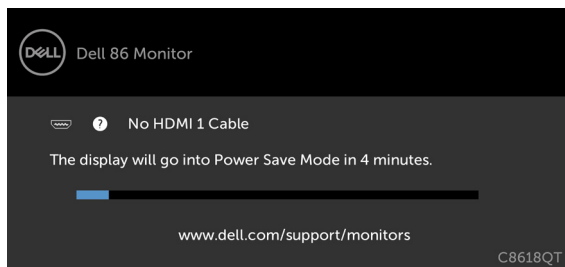 DELL
Dell 86 Monitor
? No HDMI 1 Cable
The display will go into Power Save Mode in 4 minutes.
www.dell.com/support/monitors
C8618QT